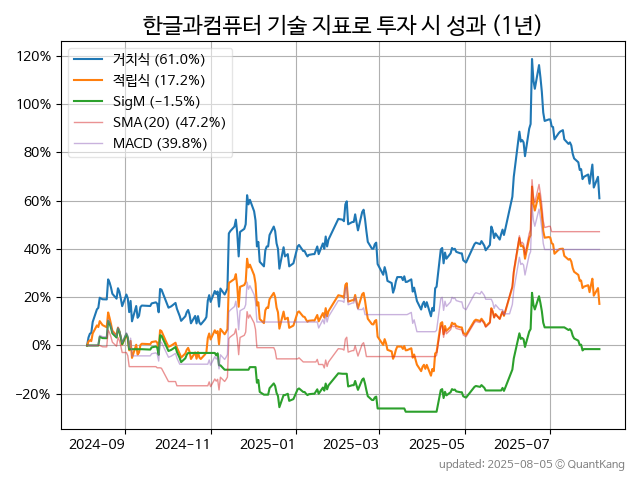 한글과컴퓨터 기술 지표로 투자 시 성과 (1년)
120%
100%
80%
60%
40%
20%
0%
−20%
거치식 (61.0%)
적립식 (17.2%)
SigM (−1.5%)
SMA(20) (47.2%)
MACD (39.8%)
2024-09
2024-11
2025-01
2025-03
2025-05
2025-07
updated: 2025-08-05 ⓒ QuantKang